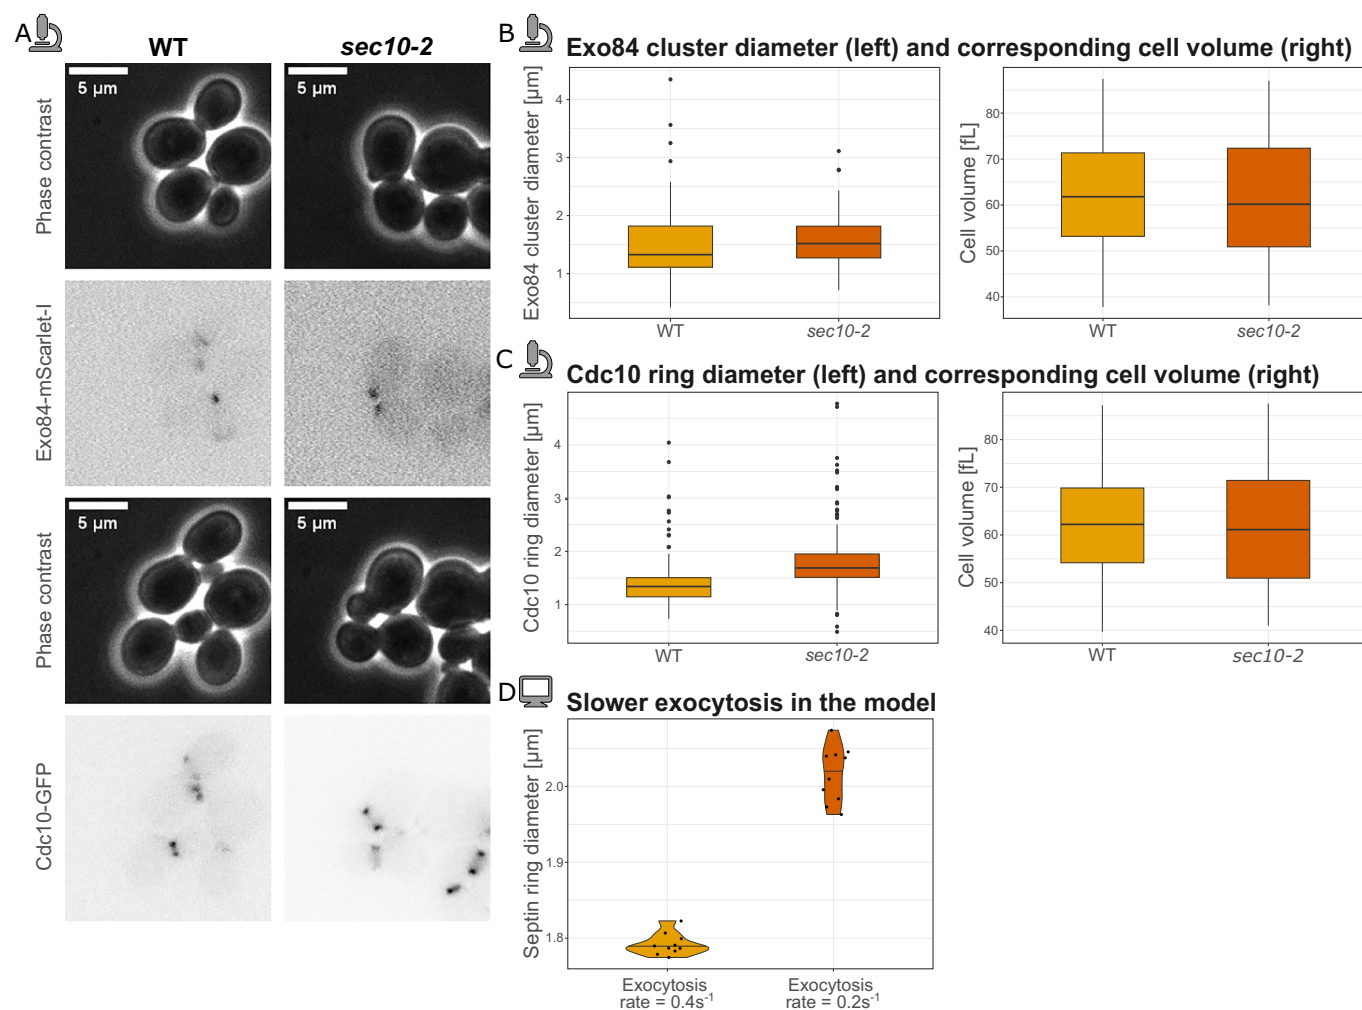 A
WT
sec10-2
Phase contrast
5 µm
5 µm
Exo84-mScarlet-I
Phase contrast
5 µm
5 µm
Cdc10-GFP
B
Exo84 cluster diameter (left) and corresponding cell volume (right)
Exo84 cluster diameter [µm]
4
3
2
1
WT
sec10-2
Cell volume [fL]
80
70
60
50
40
WT
sec10-2
C
Cdc10 ring diameter (left) and corresponding cell volume (right)
Cdc10 ring diameter [µm]
4
3
2
1
WT
sec10-2
Cell volume [fL]
80
70
60
50
40
WT
sec10-2
D
Slower exocytosis in the model
Septin ring diameter [µm]
2.0
1.9
1.8
Exocytosis
rate = 0.4s⁻¹
Exocytosis
rate = 0.2s⁻¹